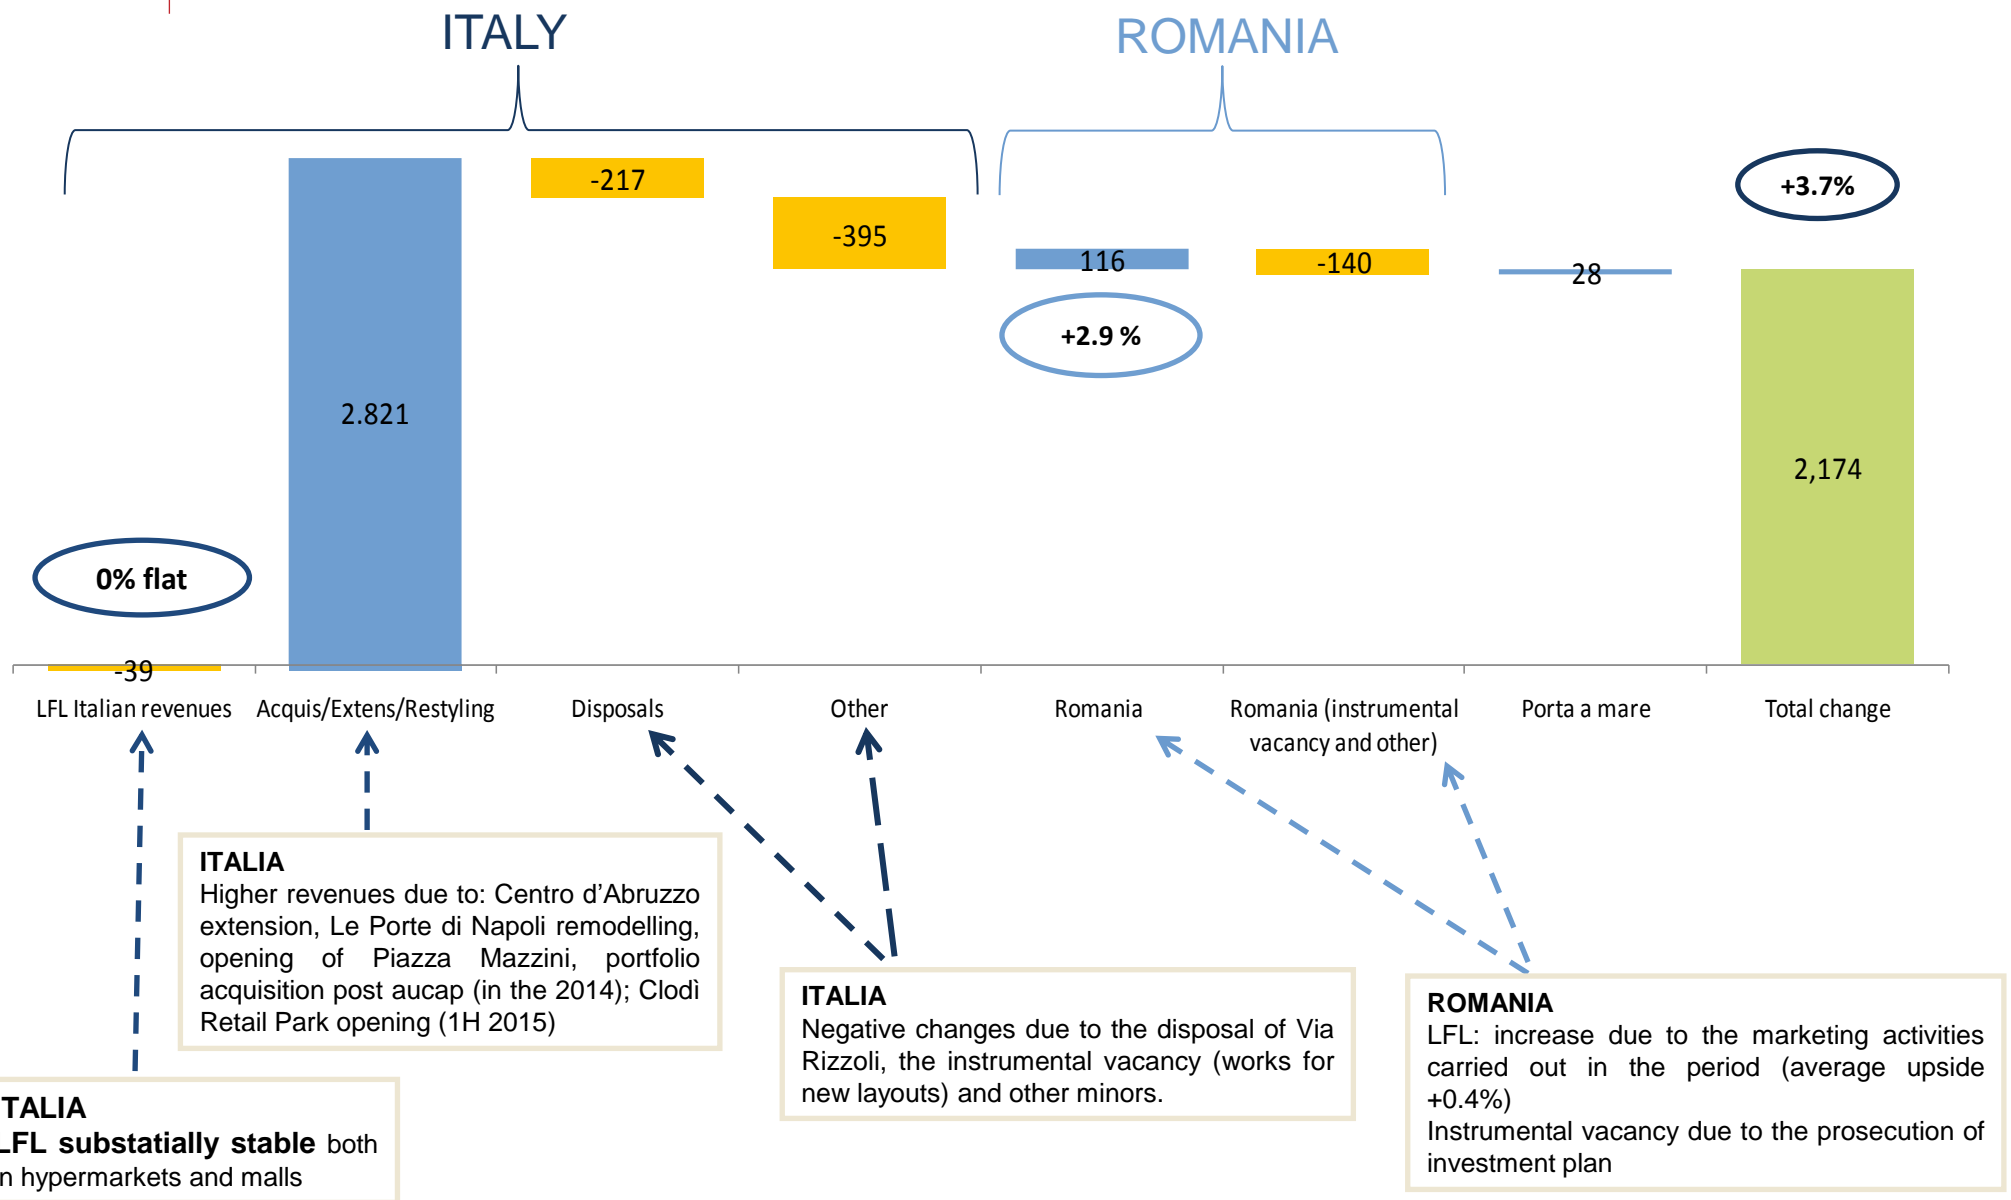 ITALY
ROMANIA
-217
-395
116
-140
28
+3.7%
+2.9 %
2.821
2,174
0% flat
-39
LFL Italian revenues
Acquis/Extens/Restyling
Disposals
Other
Romania
Romania (instrumental
vacancy and other)
Porta a mare
Total change
ITALIA
Higher revenues due to: Centro d’Abruzzo
extension, Le Porte di Napoli remodelling,
opening of Piazza Mazzini, portfolio
acquisition post aucap (in the 2014); Clodì
Retail Park opening (1H 2015)
TALIA
LFL substatially stable both
n hypermarkets and malls
ITALIA
Negative changes due to the disposal of Via
Rizzoli, the instrumental vacancy (works for
new layouts) and other minors.
ROMANIA
LFL: increase due to the marketing activities
carried out in the period (average upside
+0.4%)
Instrumental vacancy due to the prosecution of
investment plan